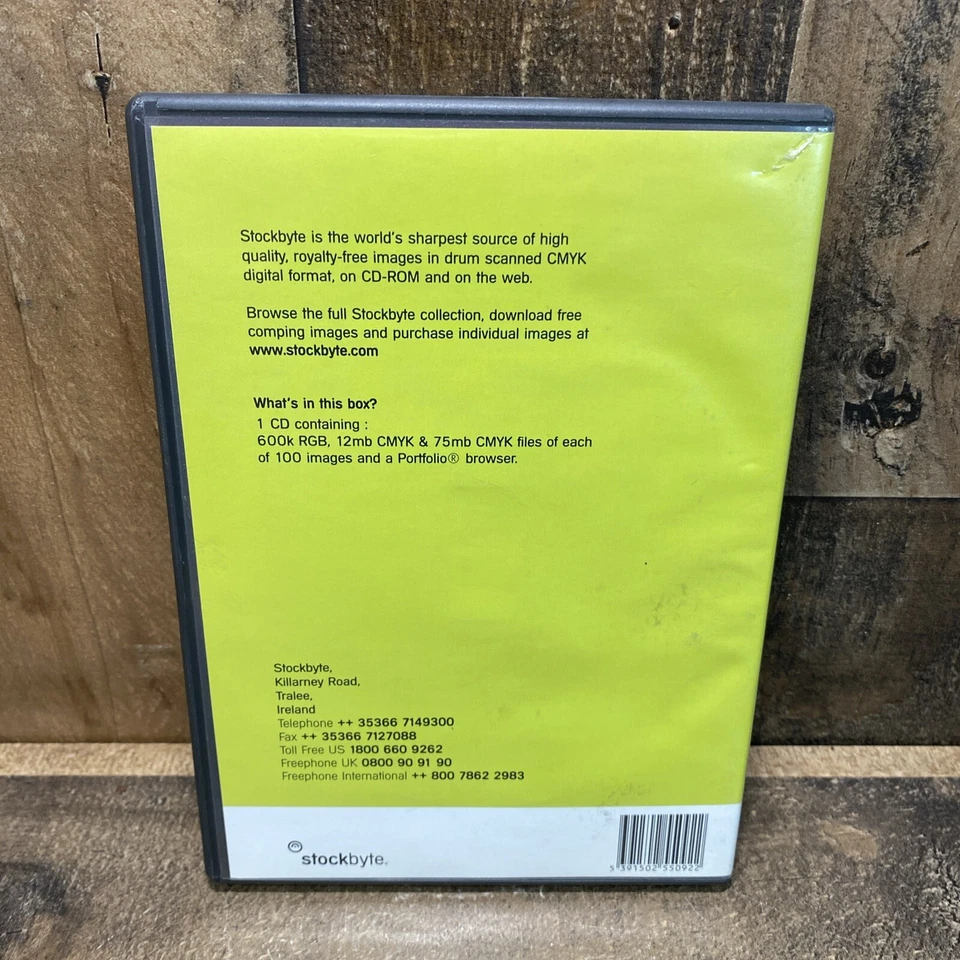 Stockbyte is the world's sharpest source of high
quality, royalty-free images in drum scanned CMYK
digital format, on CD-ROM and on the web.
Browse the full Stockbyte collection, download free
comping images and purchase individual images at
www.stockbyte.com
What's in this box?
1 CD containing :
600k RGB, 12mb CMYK & 75mb CMYK files of each
of 100 images and a Portfolio® browser.
Stockbyte,
Killarney Road,
Tralee,
Ireland
Telephone ++ 35366 7149300
Fax ++ 35366 7127088
Toll Free US 1800 660 9262
Freephone UK 0800 90 91 90
Freephone International ++ 800 7862 2983
stockbyte
5 391502 550922